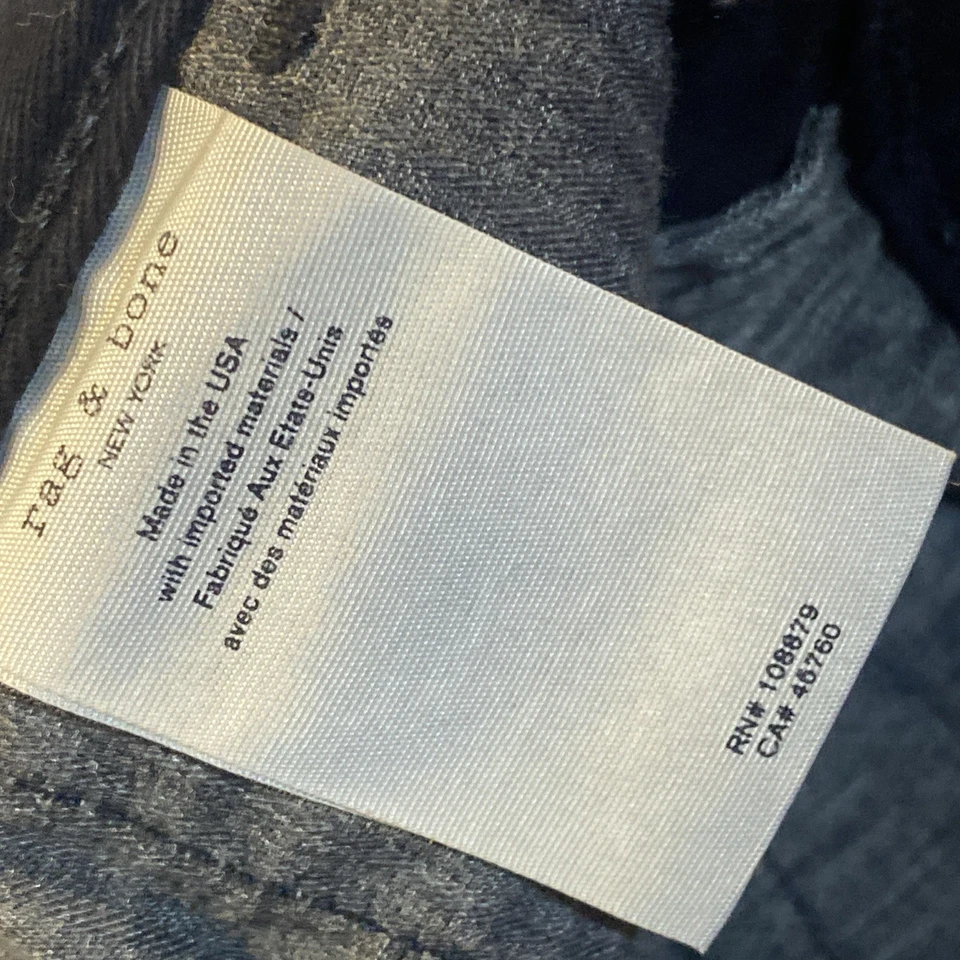 rag & bone
NEW YORK
Made in the USA
with imported materials /
Fabriqué Aux Etats-Unis
avec des matériaux importés
RN# 108679
CA# 46760